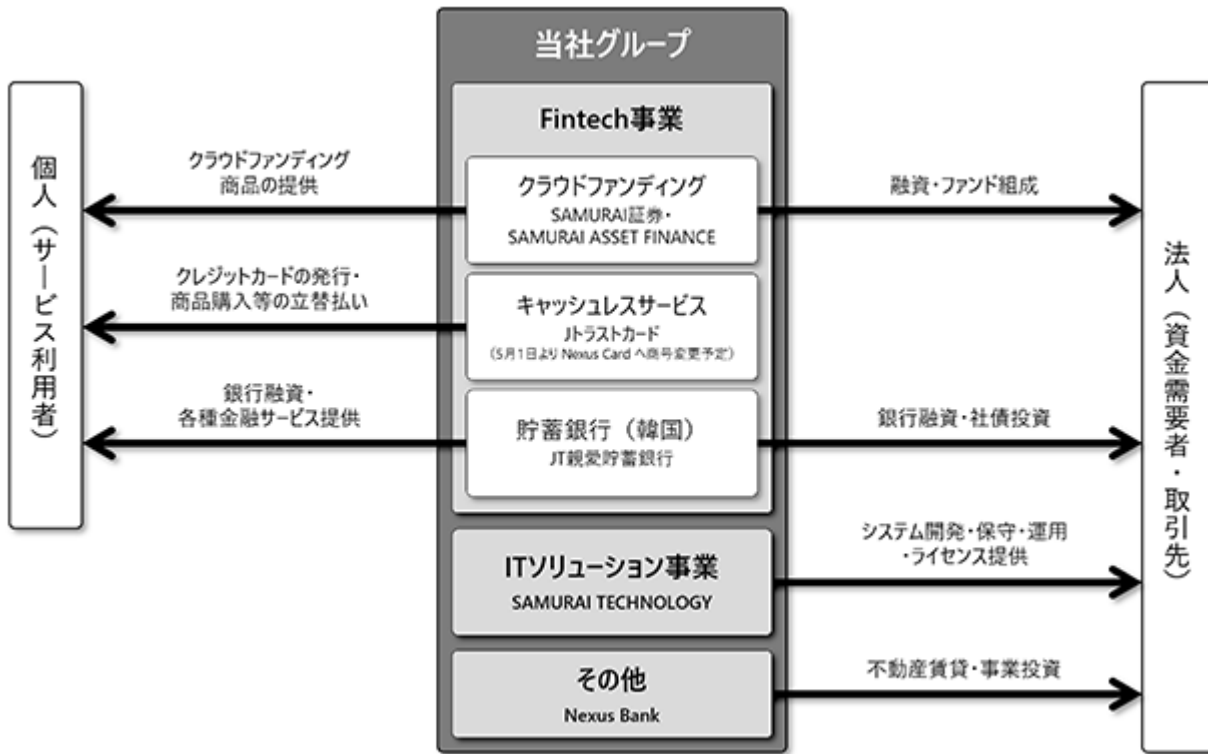 当社グループ
Fintech事業
個人（サービス利用者）
クラウドファンディング
商品の提供
クラウドファンディング
SAMURAI証券・
SAMURAI ASSET FINANCE
融資・ファンド組成
クレジットカードの発行・
商品購入等の立替払い
キャッシュレスサービス
Jトラストカード
（5月1日より Nexus Card へ商号変更予定）
銀行融資・
各種金融サービス提供
貯蓄銀行（韓国）
JT親愛貯蓄銀行
銀行融資・社債投資
法人（資金需要者・取引先）
ITソリューション事業
SAMURAI TECHNOLOGY
システム開発・保守・運用
・ライセンス提供
その他
Nexus Bank
不動産賃貸・事業投資